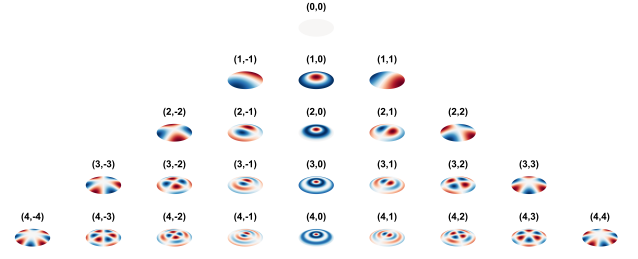 (0,0)
(1,-1) (1,0) (1,1)
(2,-2) (2,-1) (2,0) (2,1) (2,2)
(3,-3) (3,-2) (3,-1) (3,0) (3,1) (3,2) (3,3)
(4,-4) (4,-3) (4,-2) (4,-1) (4,0) (4,1) (4,2) (4,3) (4,4)